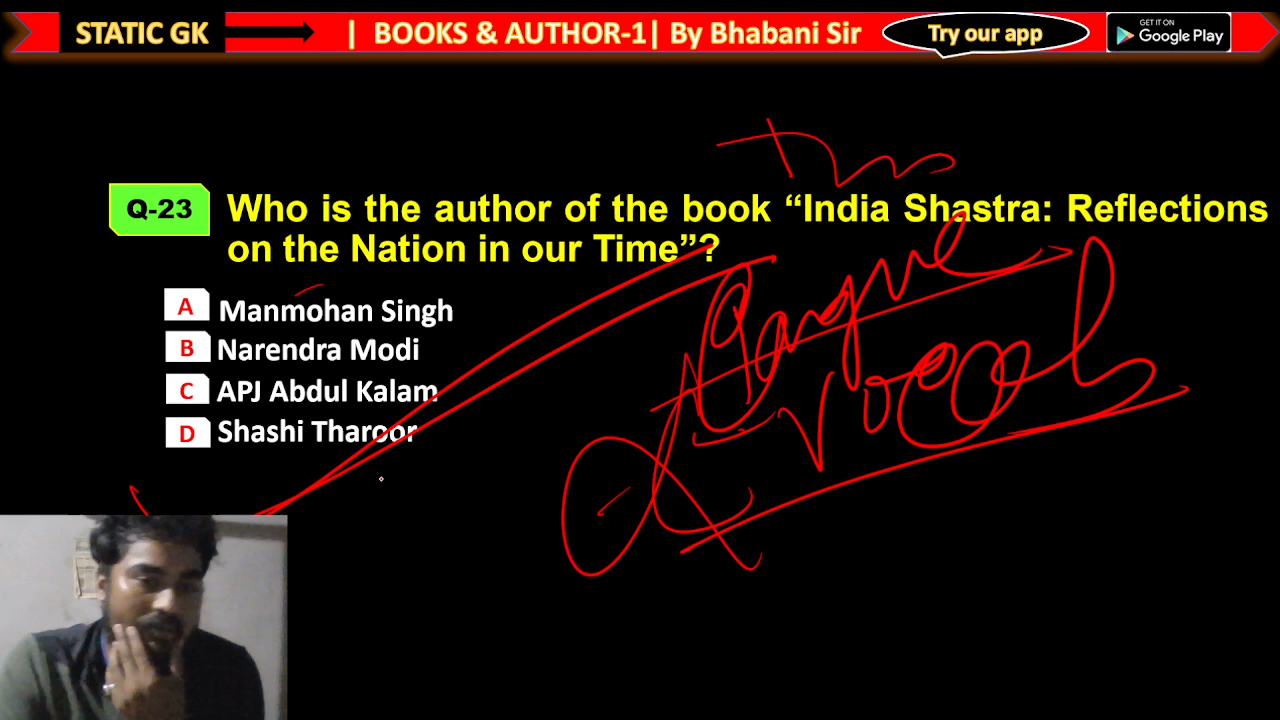 STATIC GK
| BOOKS & AUTHOR-1| By Bhabani Sir
Try our app
GET IT ON
Google Play
Q-23
Who is the author of the book “India Shastra: Reflections
on the Nation in our Time”?
A Manmohan Singh
B Narendra Modi
C APJ Abdul Kalam
D Shashi Tharoor